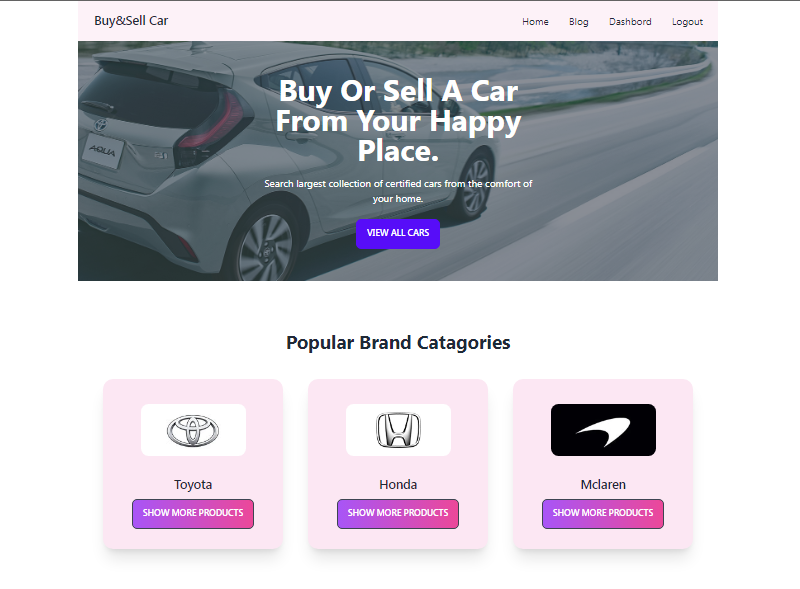 Buy&Sell Car
Home Blog Dashbord Logout
Buy Or Sell A Car
From Your Happy
Place.
Search largest collection of certified cars from the comfort of
your home.
VIEW ALL CARS
AQUA
Popular Brand Catagories
Toyota Honda Mclaren
SHOW MORE PRODUCTS SHOW MORE PRODUCTS SHOW MORE PRODUCTS